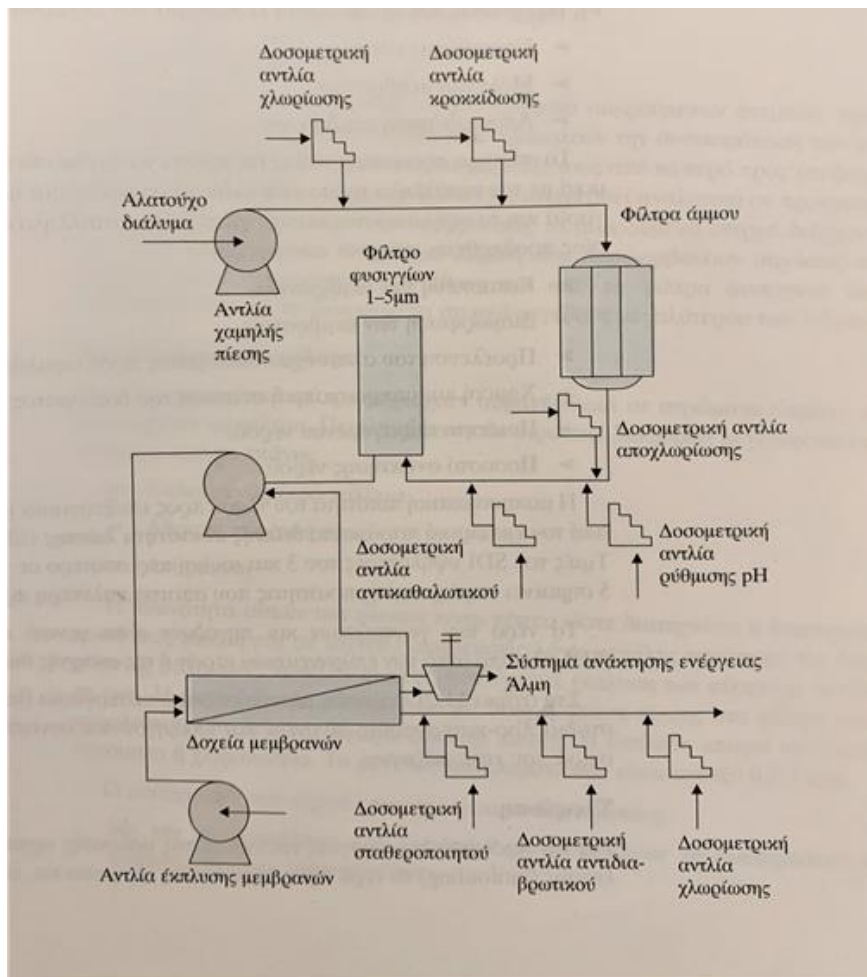 Δοσομετρική
αντλία
χλωρίωσης
Δοσομετρική
αντλία
κροκκίδωσης
Αλατούχο
διάλυμα
Φίλτρα άμμου
Φίλτρο
φυσιγγίων
1–5μm
Αντλία
χαμηλής
πίεσης
Δοσομετρική αντλία
αποχλωρίωσης
Δοσομετρική
αντλία
αντικαθαλωτικού
Δοσομετρική
αντλία
ρύθμισης pH
Σύστημα ανάκτησης ενέργειας
Άλμη
Δοχεία μεμβρανών
Δοσομετρική
αντλία
σταθεροποιητού
Δοσομετρική
αντλία αντιδια-
βρωτικού
Δοσομετρική
αντλία
χλωρίωσης
Αντλία έκπλυσης μεμβρανών